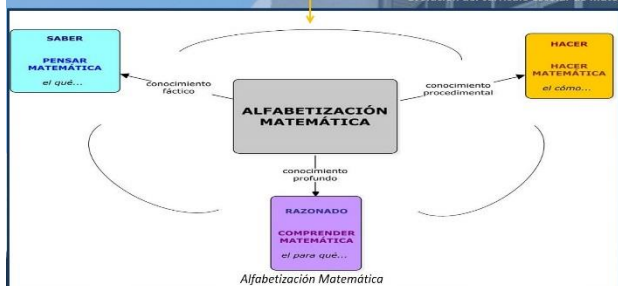 SABER
PENSAR
MATEMÁTICA
el qué...
HACER
HACER
MATEMÁTICA
el cómo...
conocimiento
fáctico
conocimiento
procedimental
ALFABETIZACIÓN
MATEMÁTICA
conocimiento
profundo
RAZONADO
COMPRENDER
MATEMÁTICA
el para qué...
Alfabetización Matemática